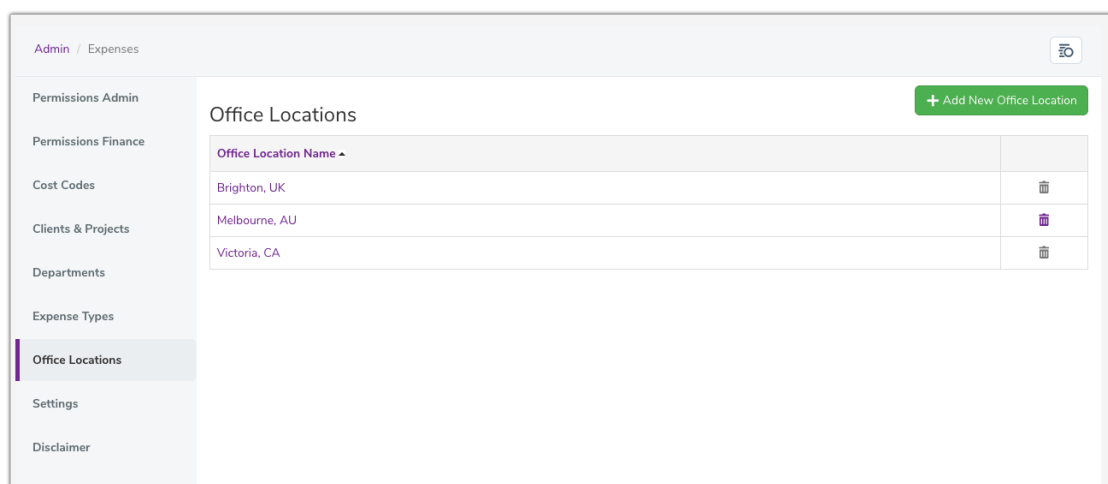 Admin / Expenses
Permissions Admin
Permissions Finance
Cost Codes
Clients & Projects
Departments
Expense Types
Office Locations
Settings
Disclaimer
Office Locations
+ Add New Office Location
Office Location Name
Brighton, UK
Melbourne, AU
Victoria, CA